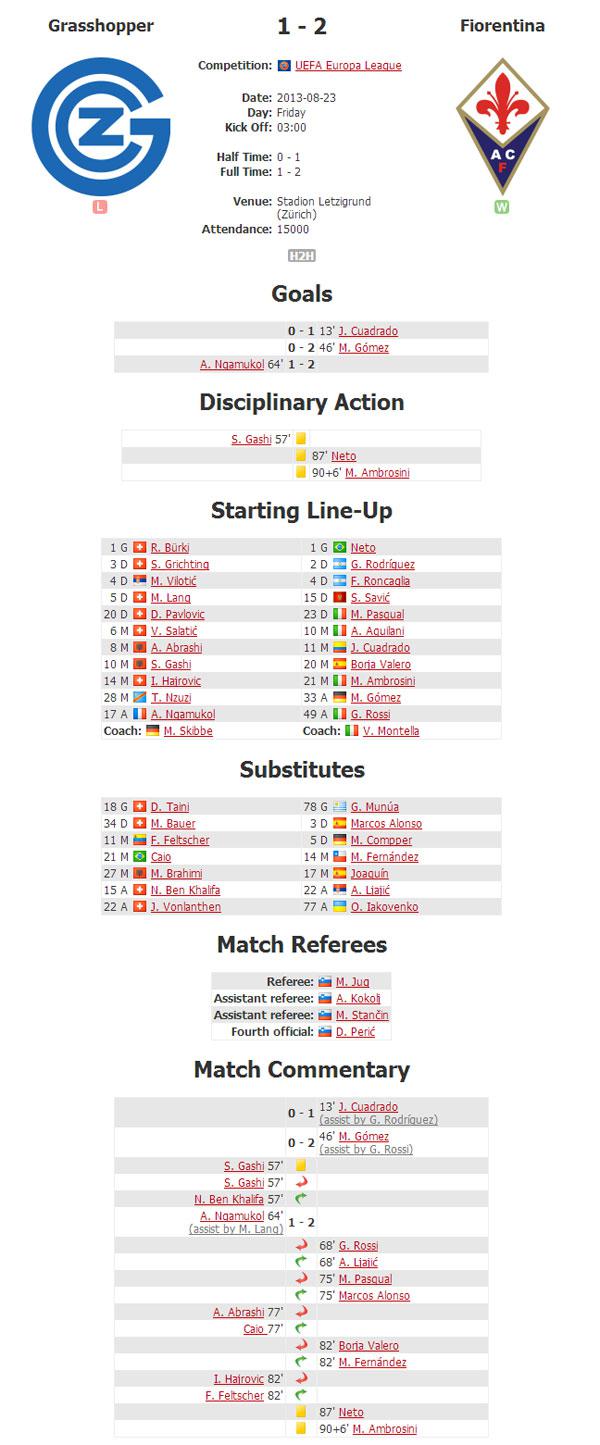 Grasshopper 1 - 2 Fiorentina
Competition: UEFA Europa League
Date: 2013-08-23
Day: Friday
Kick Off: 03:00
Half Time: 0 - 1
Full Time: 1 - 2
Venue: Stadion Letzigrund
(Zürich)
Attendance: 15000
GCZ
A C
F
L
W
H2H
Goals
0 - 1 13' J. Cuadrado
0 - 2 46' M. Gómez
A. Ngamukol 64' 1 - 2
Disciplinary Action
S. Gashi 57'
87' Neto
90+6' M. Ambrosini
Starting Line-Up
1 G R. Bürki 1 G Neto
3 D S. Grichting 2 D G. Rodríguez
4 D M. Vilotić 4 D F. Roncaglia
5 D M. Lang 15 D S. Savić
20 D D. Pavlovic 23 D M. Pasqual
6 M V. Salatić 10 M A. Aquilani
8 M A. Abrashi 11 M J. Cuadrado
10 M S. Gashi 20 M Borja Valero
14 M I. Hajrovic 21 M M. Ambrosini
28 M T. Nzuzi 33 A M. Gómez
17 A A. Ngamukol 49 A G. Rossi
Coach: M. Skibbe Coach: V. Montella
Substitutes
18 G D. Taini 78 G G. Munúa
34 D M. Bauer 3 D Marcos Alonso
11 M F. Feltscher 5 D M. Compper
21 M Caio 14 M M. Fernández
27 M M. Brahimi 17 M Joaquín
15 A N. Ben Khalifa 22 A A. Ljajić
22 A J. Vonlanthen 77 A O. Iakovenko
Match Referees
Referee: M. Jug
Assistant referee: A. Kokolj
Assistant referee: M. Stančin
Fourth official: D. Perić
Match Commentary
0 - 1 13' J. Cuadrado
(assist by G. Rodríguez)
0 - 2 46' M. Gómez
(assist by G. Rossi)
S. Gashi 57'
S. Gashi 57'
N. Ben Khalifa 57'
A. Ngamukol 64' 1 - 2
(assist by M. Lang)
68' G. Rossi
68' A. Ljajić
75' M. Pasqual
75' Marcos Alonso
A. Abrashi 77'
Caio 77'
82' Borja Valero
82' M. Fernández
I. Hajrovic 82'
F. Feltscher 82'
87' Neto
90+6' M. Ambrosini